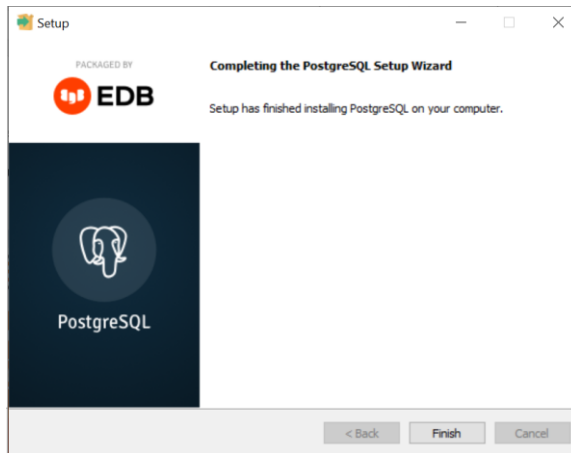 Setup
PACKAGED BY
EDB
Completing the PostgreSQL Setup Wizard
Setup has finished installing PostgreSQL on your computer.
PostgreSQL
< Back
Finish
Cancel